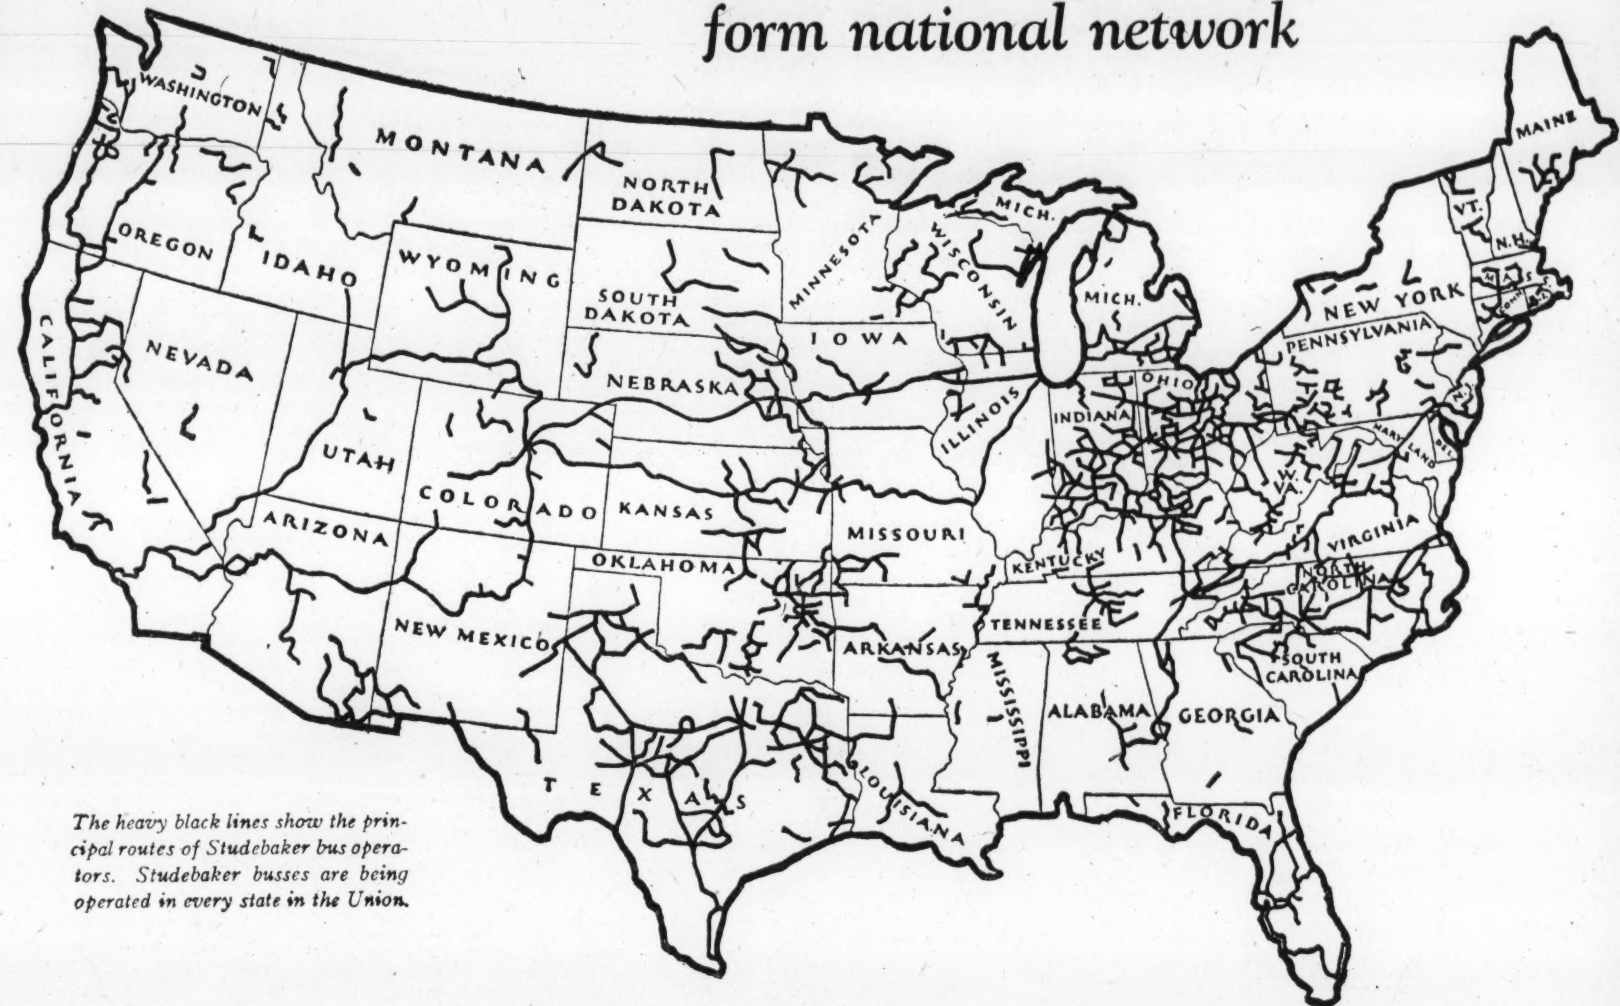 form national network
WASHINGTON
MONTANA
NORTH
DAKOTA
MINNESOTA
WISCONSIN
MICH.
MICH.
MAINE
VT.
N.H.
MASS
CONN
R.I.
NEW YORK
OREGON
IDAHO
WYOMING
SOUTH
DAKOTA
IOWA
PENNSYLVANIA
N.J.
CALIFORNIA
NEVADA
NEBRASKA
ILLINOIS
INDIANA
OHIO
MARYLAND
DEL
UTAH
COLORADO
KANSAS
MISSOURI
W.
VA.
VIRGINIA
KENTUCKY
ARIZONA
OKLAHOMA
NORTH
CAROLINA
NEW MEXICO
ARKANSAS
TENNESSEE
SOUTH
CAROLINA
MISSISSIPPI
ALABAMA
GEORGIA
TEXAS
LOUISIANA
FLORIDA
The heavy black lines show the prin-
cipal routes of Studebaker bus opera-
tors. Studebaker busses are being
operated in every state in the Union.